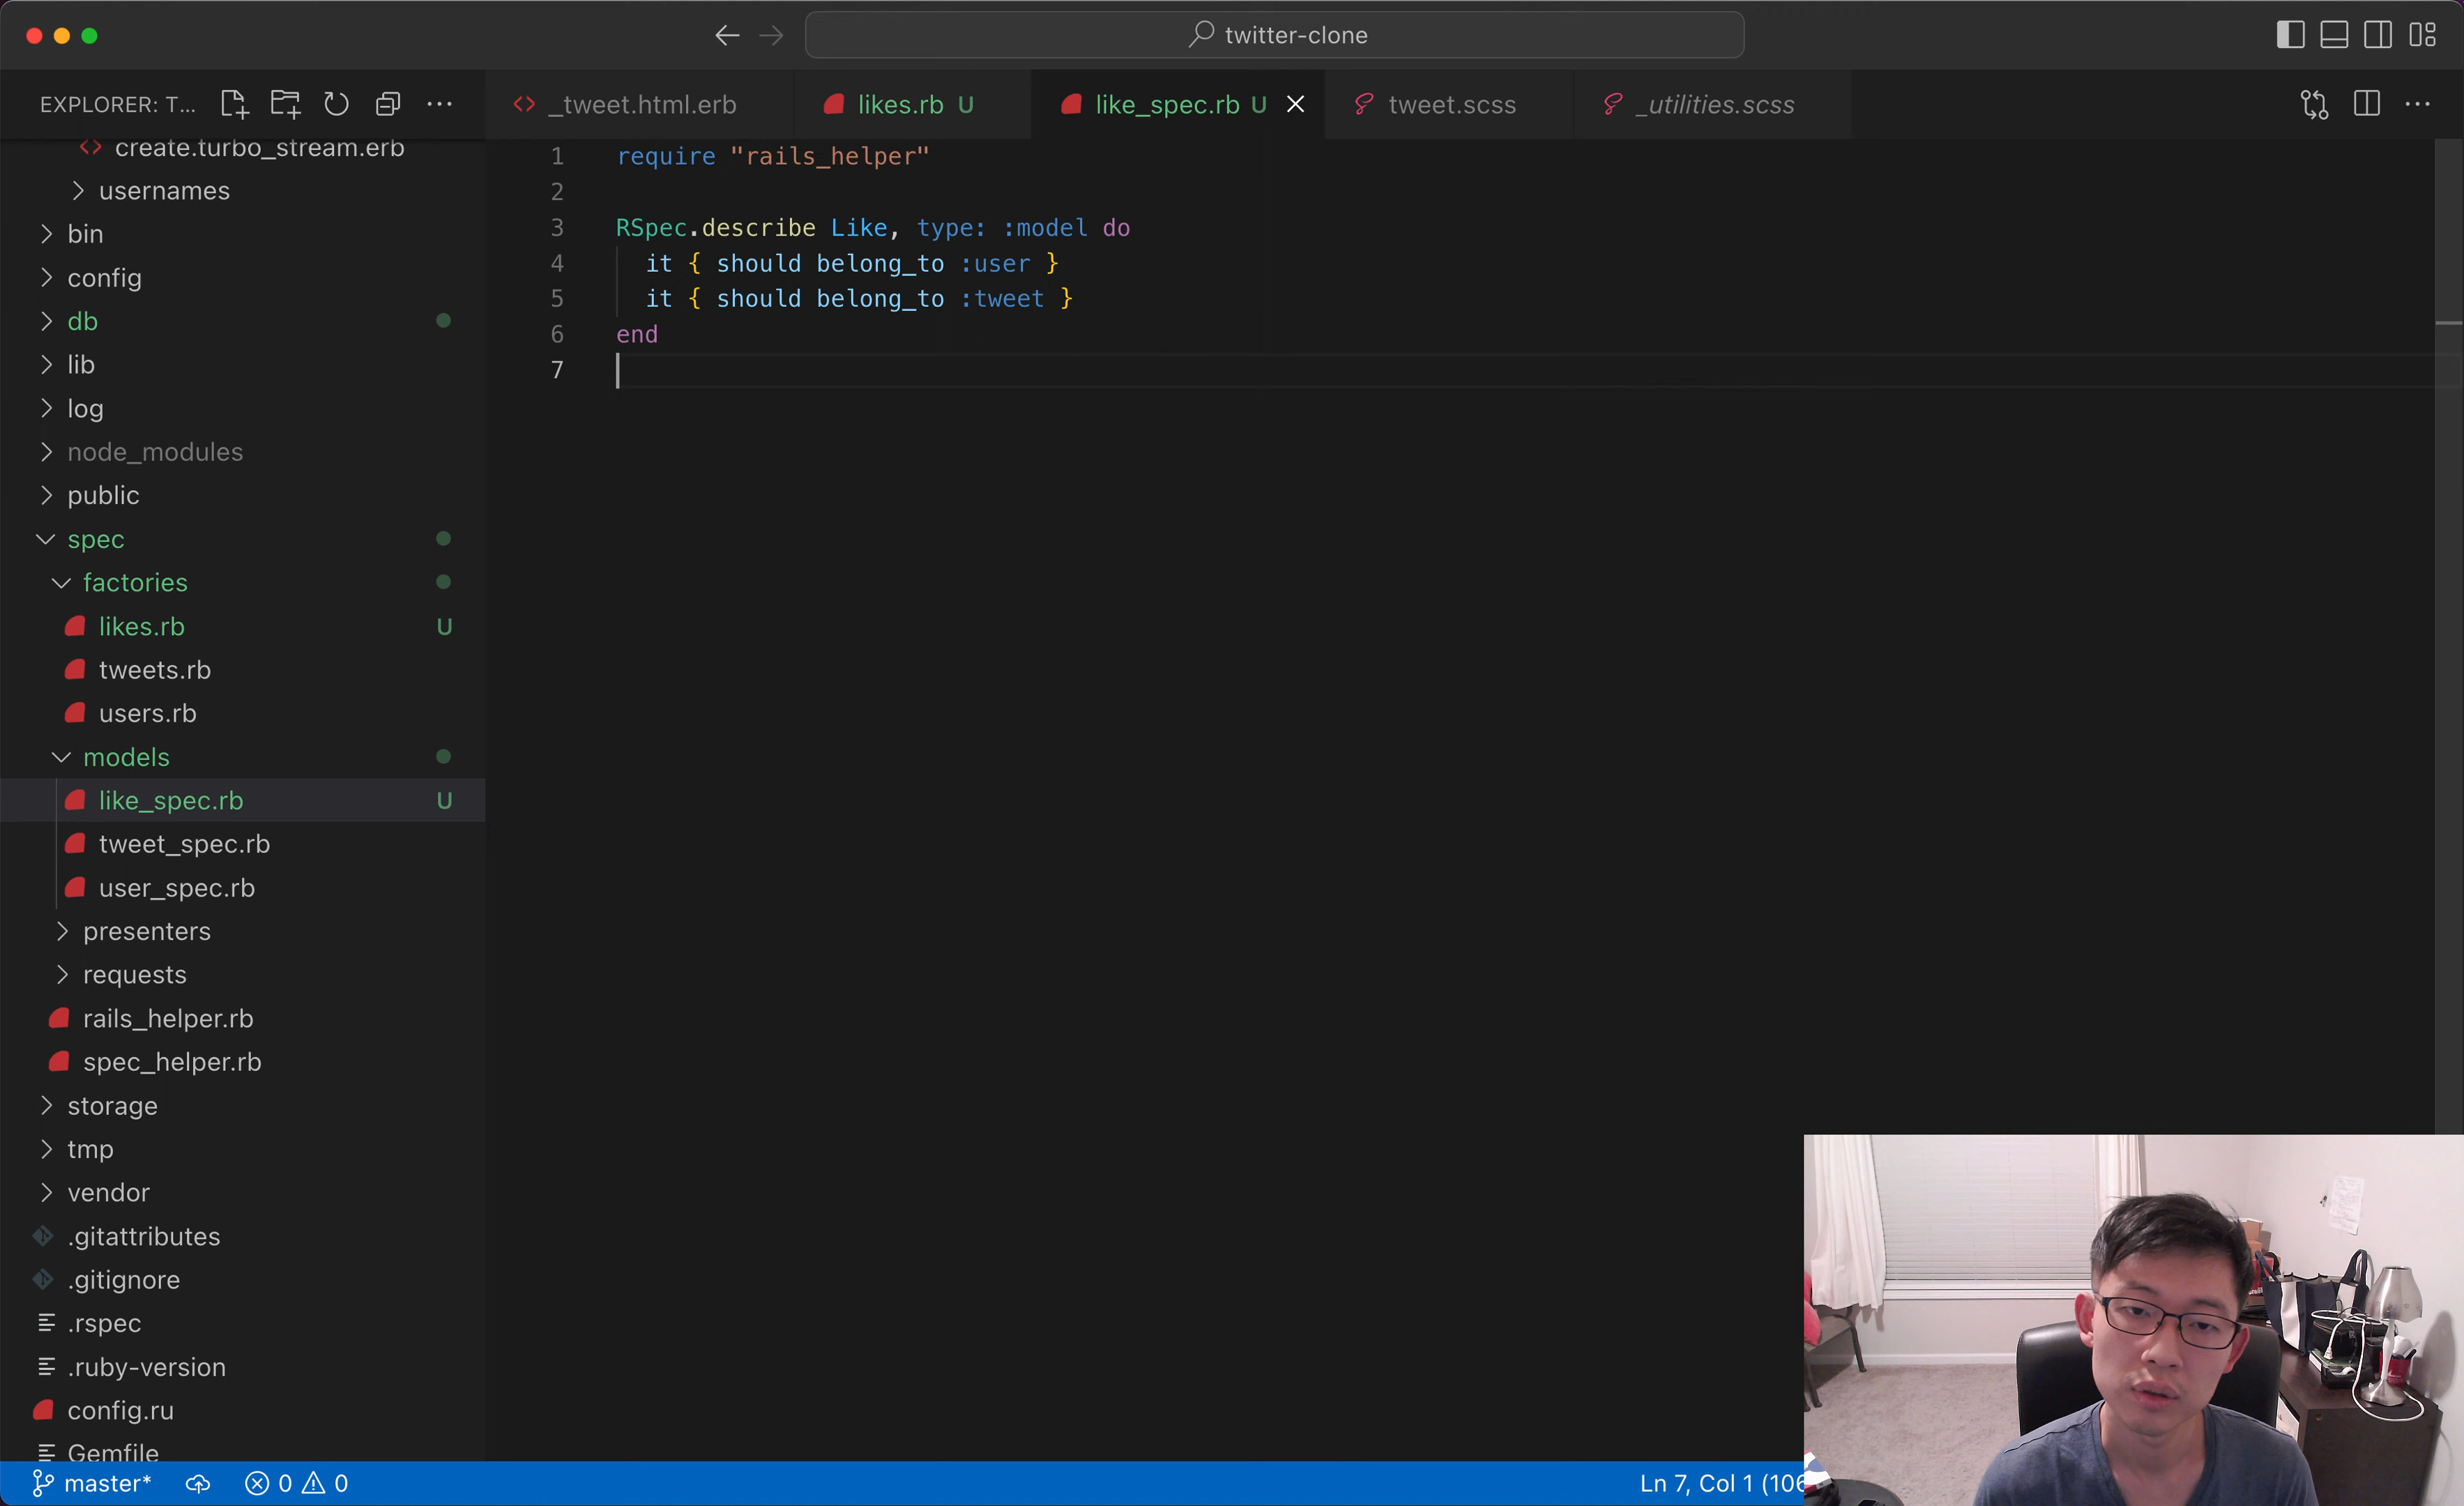 twitter-clone
EXPLORER: T...
_tweet.html.erb
likes.rb U
like_spec.rb U
tweet.scss
_utilities.scss
create.turbo_stream.erb
usernames
bin
config
db
lib
log
node_modules
public
spec
factories
likes.rb U
tweets.rb
users.rb
models
like_spec.rb U
tweet_spec.rb
user_spec.rb
presenters
requests
rails_helper.rb
spec_helper.rb
storage
tmp
vendor
.gitattributes
.gitignore
.rspec
.ruby-version
config.ru
Gemfile
1 require "rails_helper"
2
3 RSpec.describe Like, type: :model do
4 it { should belong_to :user }
5 it { should belong_to :tweet }
6 end
7
master* 0 0
Ln 7, Col 1 (106